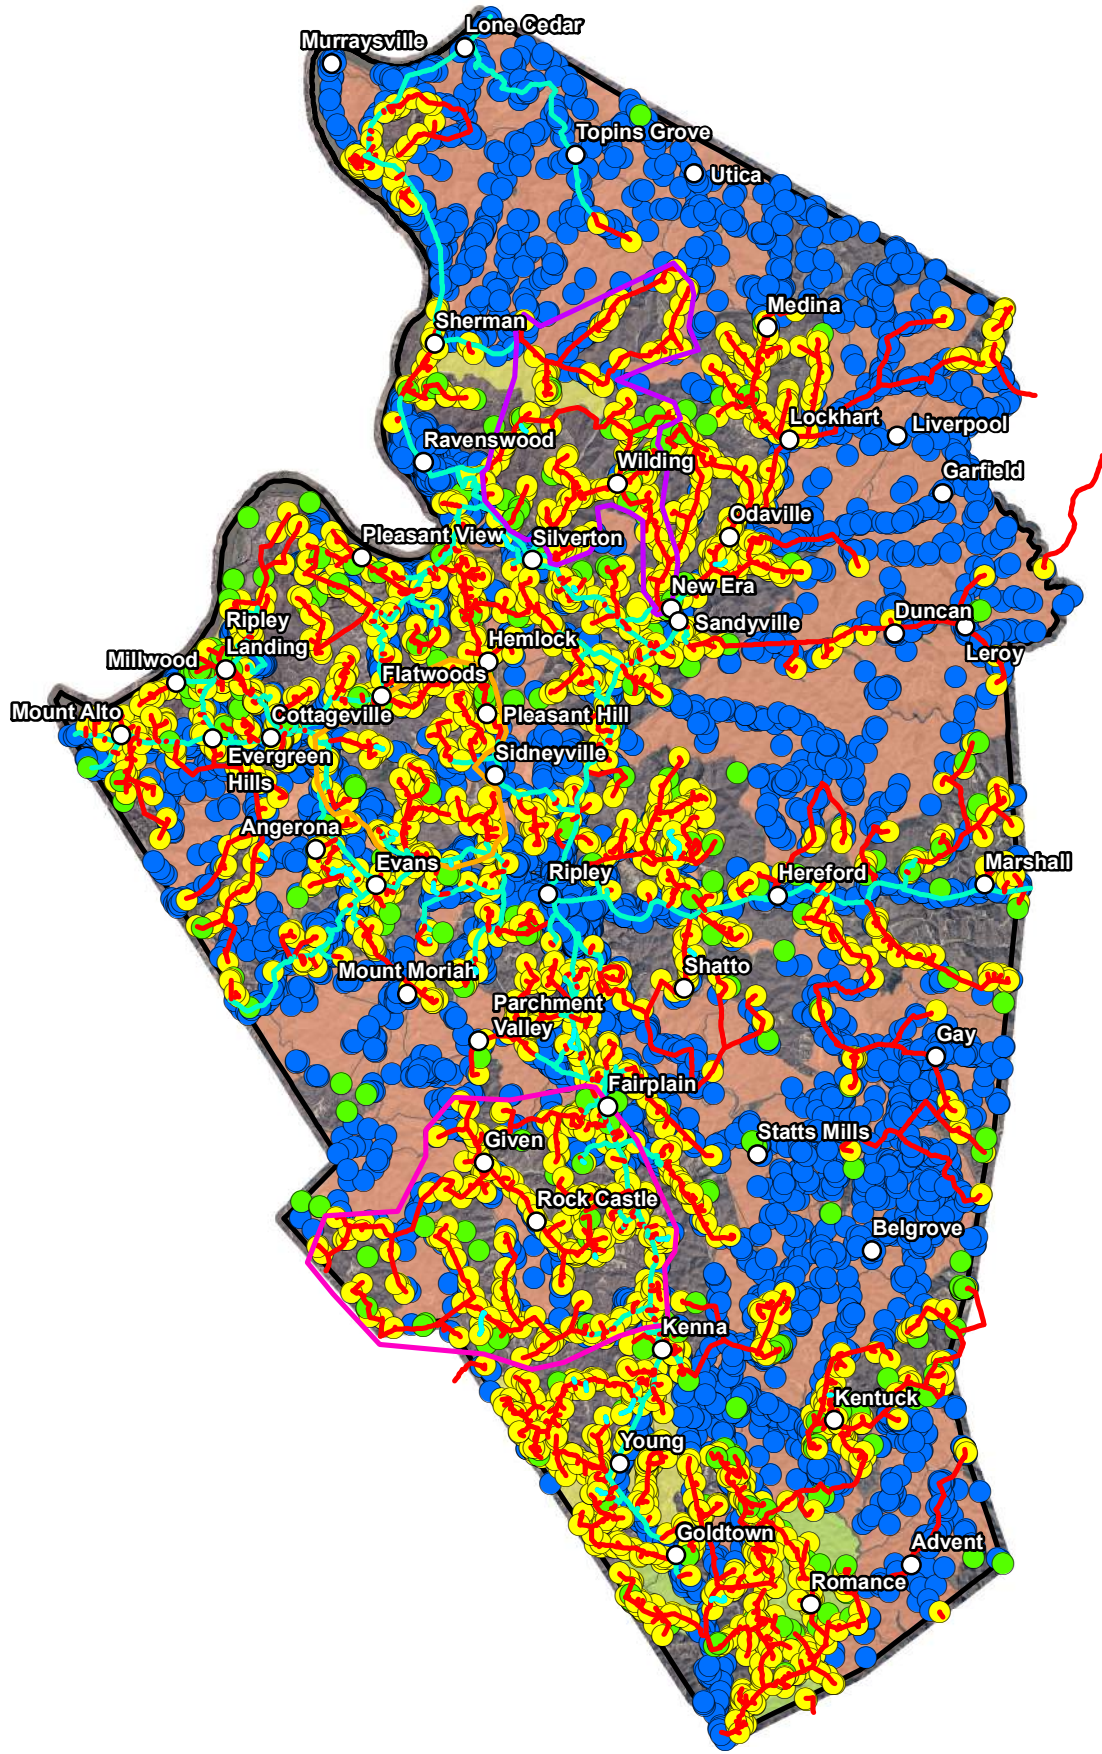 Lone Cedar
Murraysville
Topins Grove
Utica
Medina
Sherman
Lockhart
Liverpool
Ravenswood
Wilding
Garfield
Odaville
Pleasant View
Silverton
New Era
Sandyville
Duncan
Leroy
Ripley
Landing
Hemlock
Millwood
Flatwoods
Mount Alto
Cottageville
Pleasant Hill
Evergreen
Hills
Sidneyville
Angerona
Evans
Ripley
Hereford
Marshall
Mount Moriah
Shatto
Parchment
Valley
Gay
Fairplain
Statts Mills
Given
Rock Castle
Belgrove
Kenna
Kentuck
Young
Goldtown
Advent
Romance